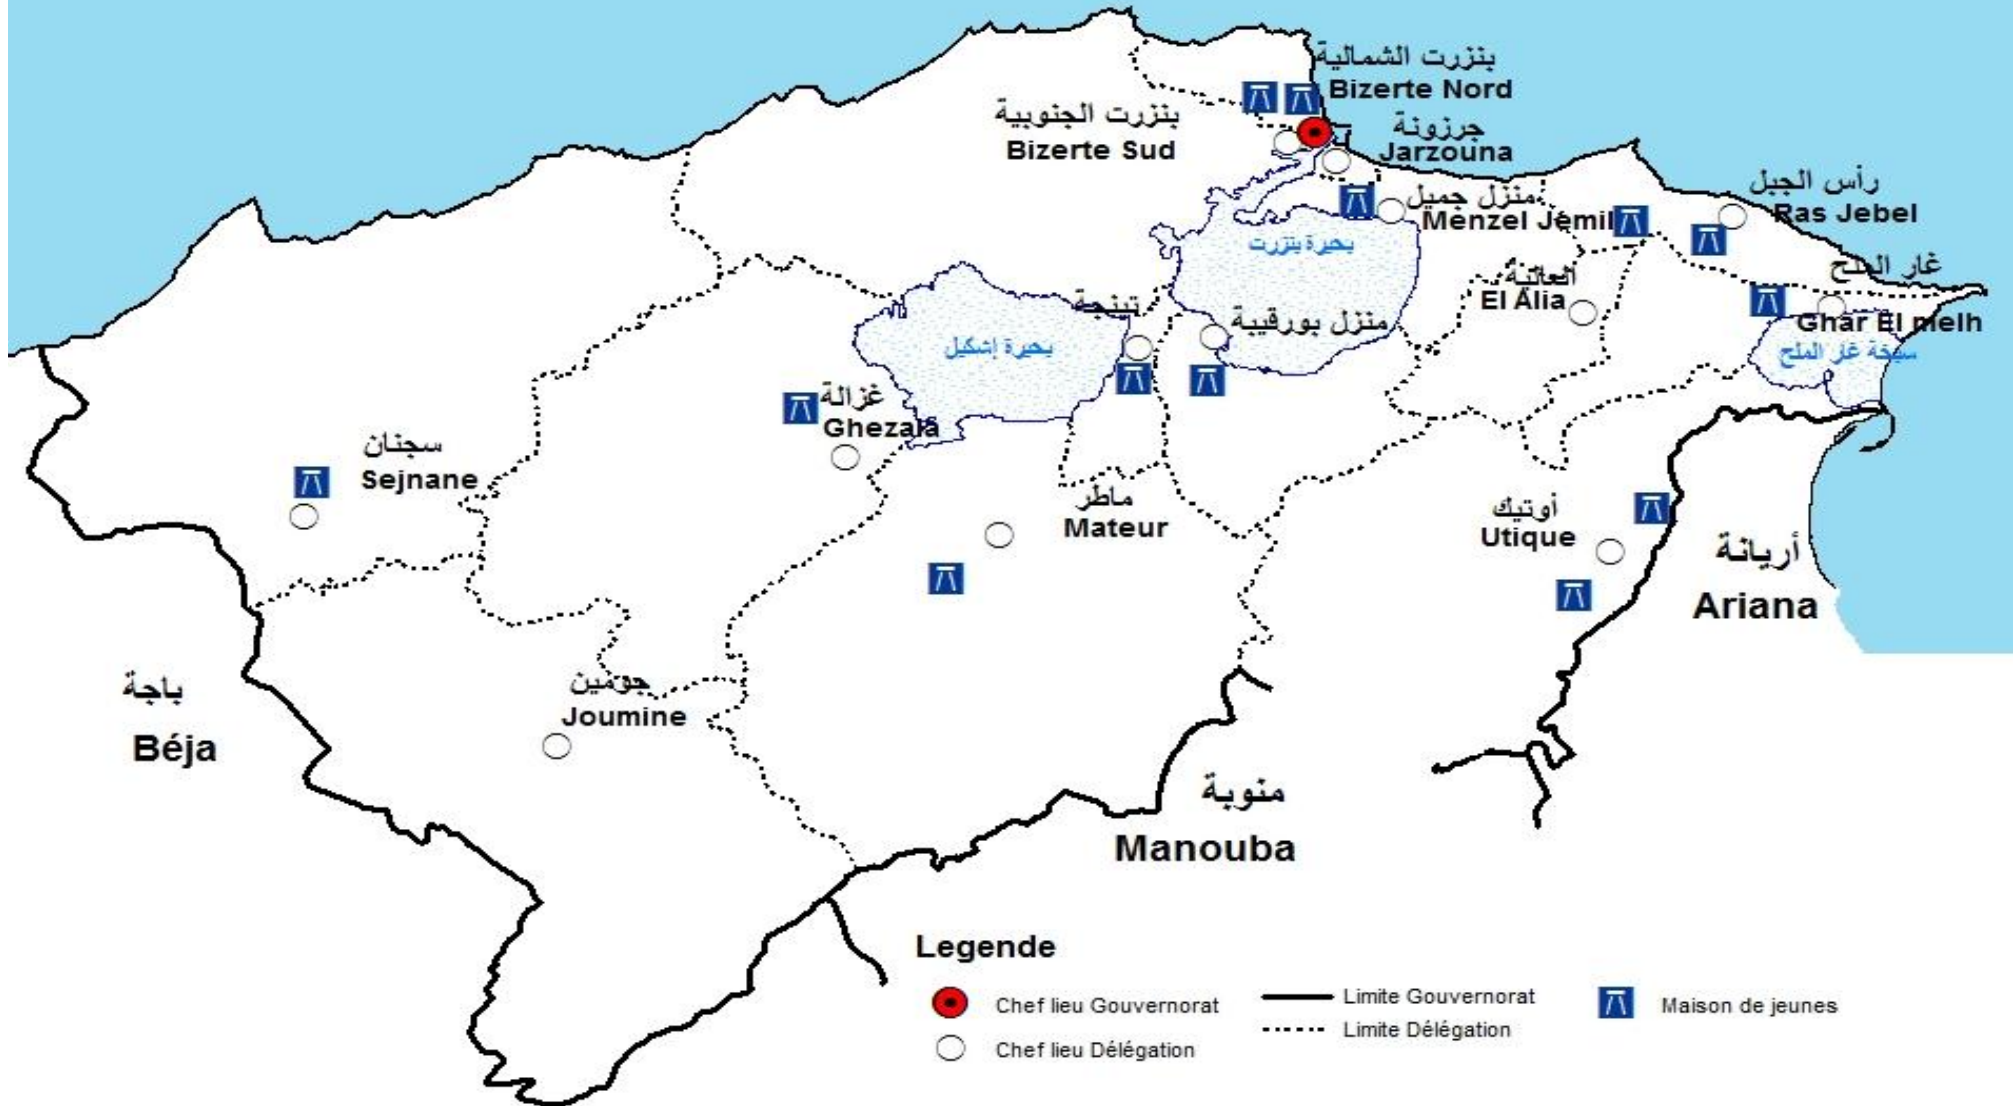 بنزرت الشمالية
Bizerte Nord
بنزرت الجنوبية
Bizerte Sud
جرزونة
Jarzouna
منزل جميل
Menzel Jemil
رأس الجبل
Ras Jebel
بحيرة بنزرت
غار الملح
Ghar El melh
سبخة غار الملح
العالية
El Alia
تينجة
منزل بورقيبة
بحيرة إشكيل
غزالة
Ghezala
سجنان
Sejnane
ماطر
Mateur
أوتيك
Utique
أريانة
Ariana
باجة
Béja
جومين
Joumine
منوبة
Manouba
Legende
Chef lieu Gouvernorat
Chef lieu Délégation
Limite Gouvernorat
Limite Délégation
Maison de jeunes